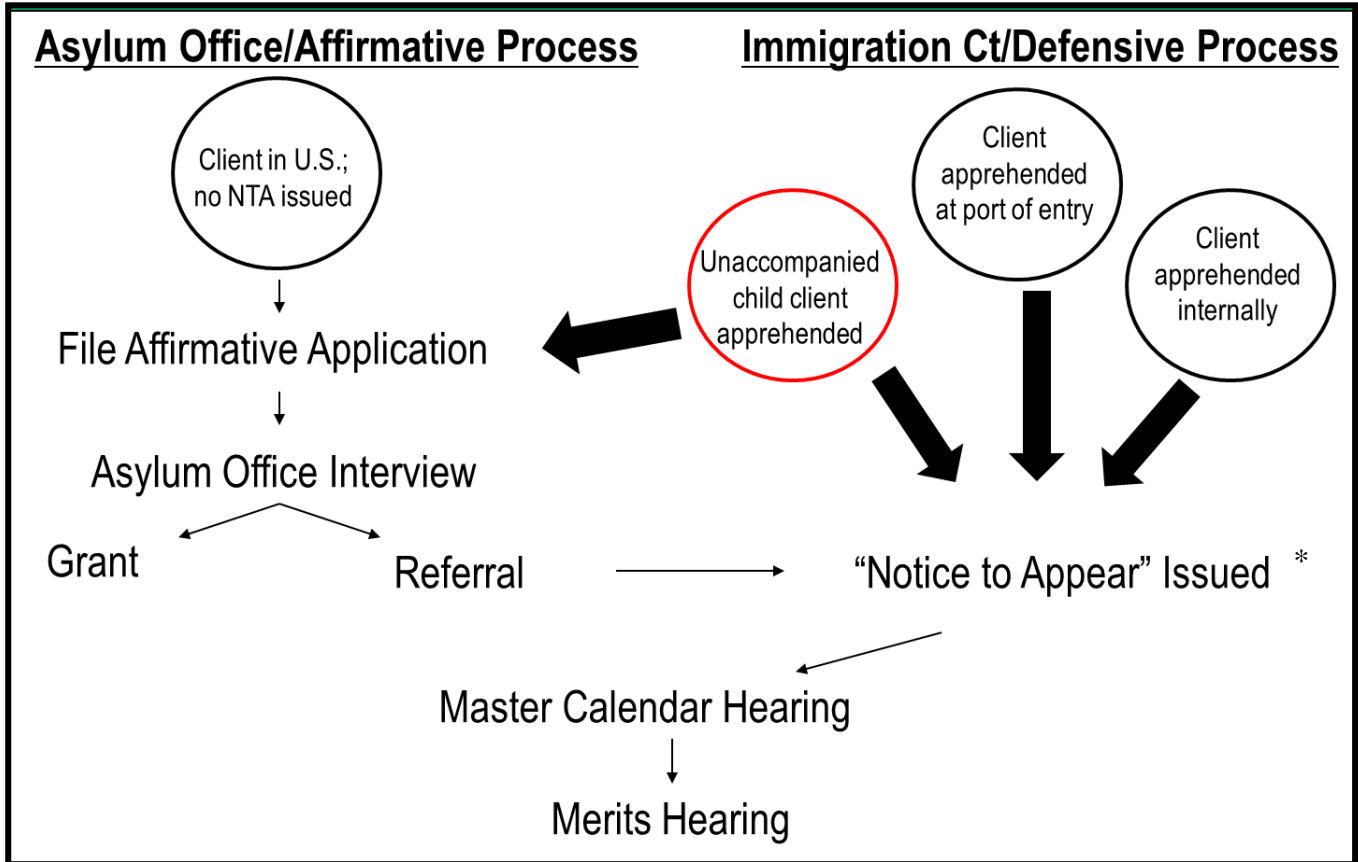 Asylum Office/Affirmative Process
Immigration Ct/Defensive Process
Client in U.S.;
no NTA issued
Client
apprehended
at port of entry
Unaccompanied
child client
apprehended
Client
apprehended
internally
File Affirmative Application
Asylum Office Interview
Grant
Referral
“Notice to Appear” Issued *
Master Calendar Hearing
Merits Hearing